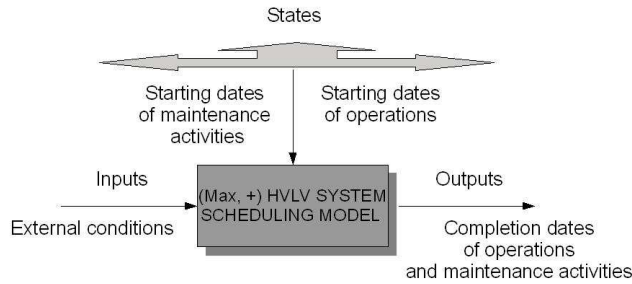 States
Starting dates
of maintenance
activities
Starting dates
of operations
Inputs
External conditions
(Max, +) HVLV SYSTEM
SCHEDULING MODEL
Outputs
Completion dates
of operations
and maintenance activities